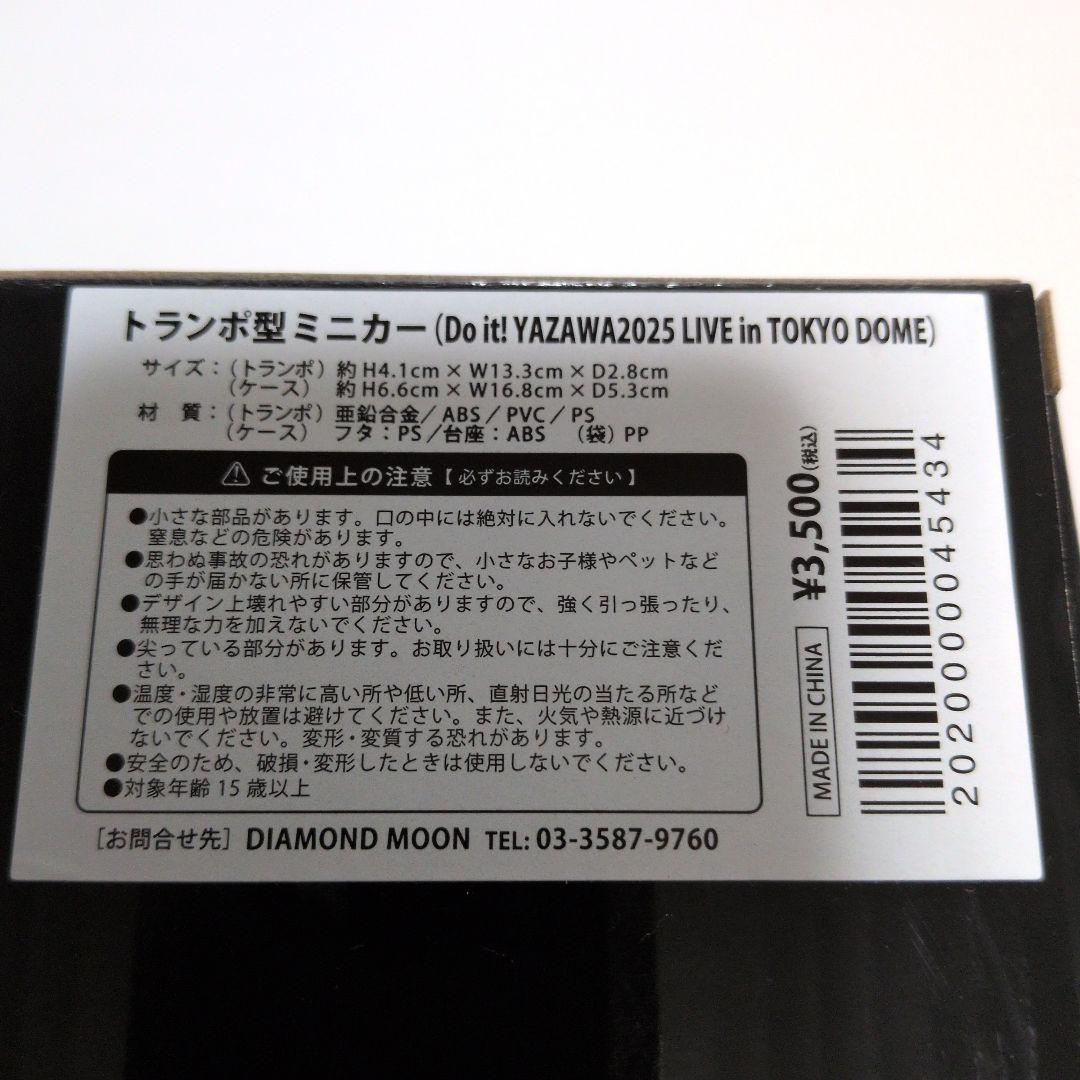 トランポ型 ミニカー(Do it! YAZAWA2025 LIVE in TOKYO DOME)
サイズ：(トランポ) 約 H4.1cm × W13.3cm × D2.8cm
(ケース) 約 H6.6cm × W16.8cm × D5.3cm
材 質：(トランポ) 亜鉛合金／ABS／PVC／PS
(ケース) フタ：PS／台座：ABS (袋) PP
ご使用上の注意【 必ずお読みください 】
●小さな部品があります。口の中には絶対に入れないでください。
窒息などの危険があります。
●思わぬ事故の恐れがありますので、小さなお子様やペットなど
の手が届かない所に保管してください。
●デザイン上壊れやすい部分がありますので、強く引っ張ったり、
無理な力を加えないでください。
●尖っている部分があります。お取り扱いには十分にご注意くだ
さい。
●温度・湿度の非常に高い所や低い所、直射日光の当たる所など
での使用や放置は避けてください。また、火気や熱源に近づけ
ないでください。変形・変質する恐れがあります。
●安全のため、破損・変形したときは使用しないでください。
●対象年齢 15 歳以上
[お問合せ先] DIAMOND MOON TEL: 03-3587-9760
¥3,500(税込)
MADE IN CHINA
2020000045434